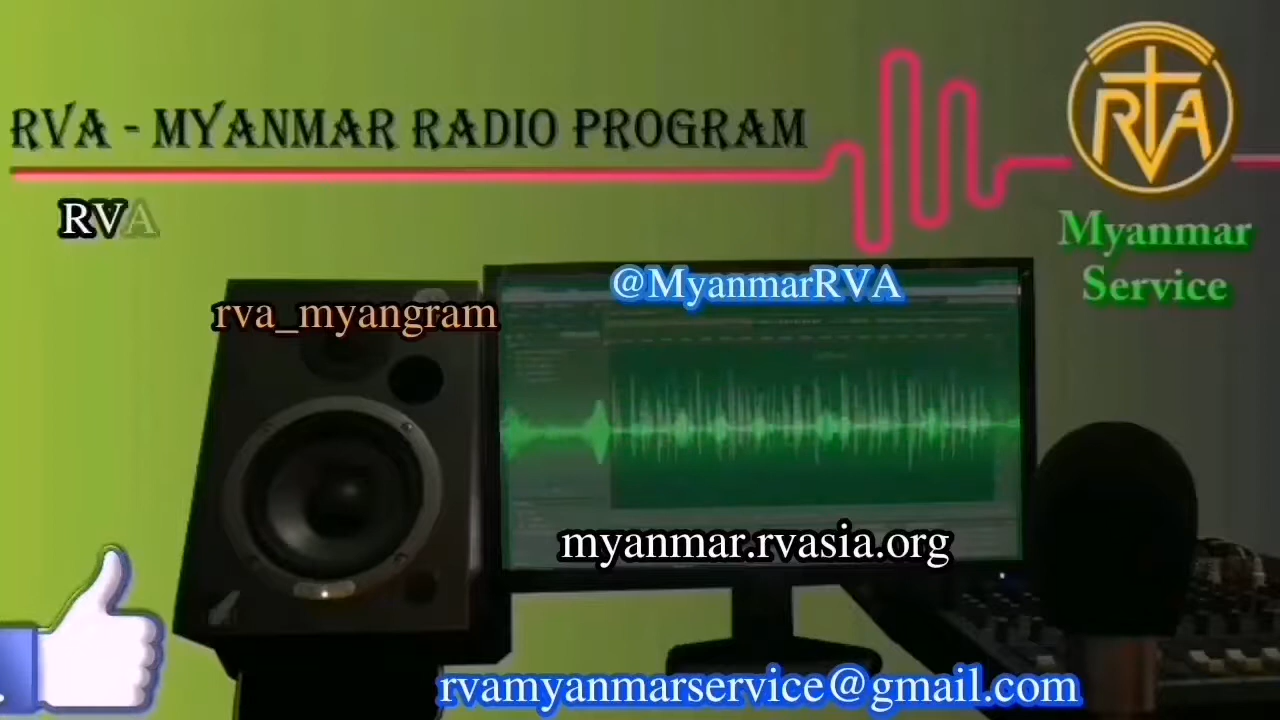 RVA - MYANMAR RADIO PROGRAM
RVA
RVA
Myanmar
Service
@MyanmarRVA
rva_myangram
myanmar.rvasia.org
rvamyanmarservice@gmail.com